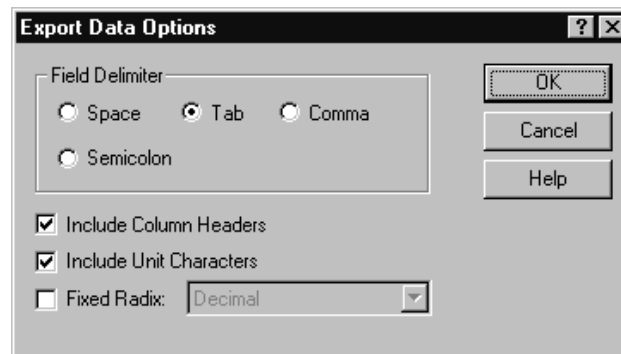 Export Data Options
Field Delimiter
Space Tab Comma
Semicolon
OK
Cancel
Help
Include Column Headers
Include Unit Characters
Fixed Radix: Decimal